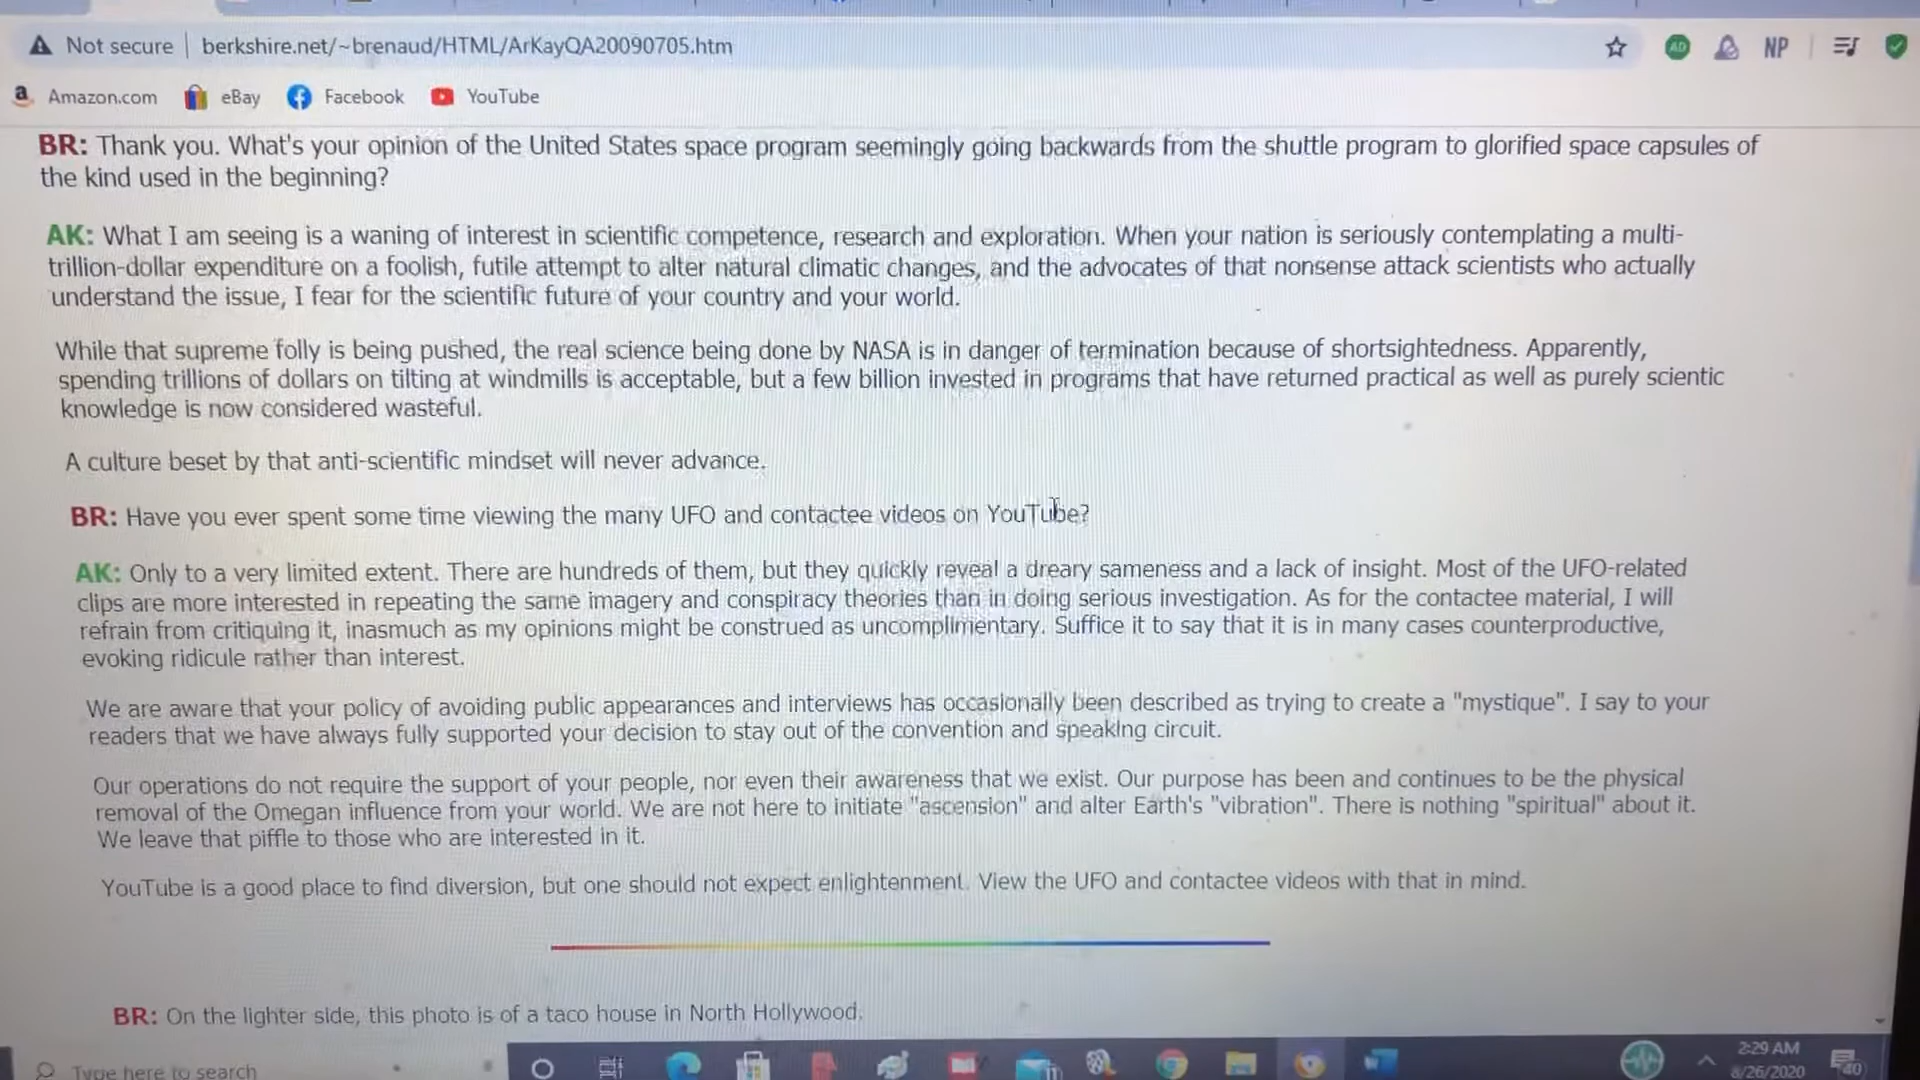 Not secure berkshire.net/~brenaud/HTML/ArKayQA20090705.htm AD NP
Amazon.com eBay Facebook YouTube
BR: Thank you. What's your opinion of the United States space program seemingly going backwards from the shuttle program to glorified space capsules of
the kind used in the beginning?
AK: What I am seeing is a waning of interest in scientific competence, research and exploration. When your nation is seriously contemplating a multi-
trillion-dollar expenditure on a foolish, futile attempt to alter natural climatic changes, and the advocates of that nonsense attack scientists who actually
understand the issue, I fear for the scientific future of your country and your world.
While that supreme folly is being pushed, the real science being done by NASA is in danger of termination because of shortsightedness. Apparently,
spending trillions of dollars on tilting at windmills is acceptable, but a few billion invested in programs that have returned practical as well as purely scientic
knowledge is now considered wasteful.
A culture beset by that anti-scientific mindset will never advance.
BR: Have you ever spent some time viewing the many UFO and contactee videos on YouTube?
AK: Only to a very limited extent. There are hundreds of them, but they quickly reveal a dreary sameness and a lack of insight. Most of the UFO-related
clips are more interested in repeating the same imagery and conspiracy theories than in doing serious investigation. As for the contactee material, I will
refrain from critiquing it, inasmuch as my opinions might be construed as uncomplimentary. Suffice it to say that it is in many cases counterproductive,
evoking ridicule rather than interest.
We are aware that your policy of avoiding public appearances and interviews has occasionally been described as trying to create a "mystique". I say to your
readers that we have always fully supported your decision to stay out of the convention and speaking circuit.
Our operations do not require the support of your people, nor even their awareness that we exist. Our purpose has been and continues to be the physical
removal of the Omegan influence from your world. We are not here to initiate "ascension" and alter Earth's "vibration". There is nothing "spiritual" about it.
We leave that piffle to those who are interested in it.
YouTube is a good place to find diversion, but one should not expect enlightenment. View the UFO and contactee videos with that in mind.
BR: On the lighter side, this photo is of a taco house in North Hollywood.
Type here to search
2:29 AM
8/26/2020
40